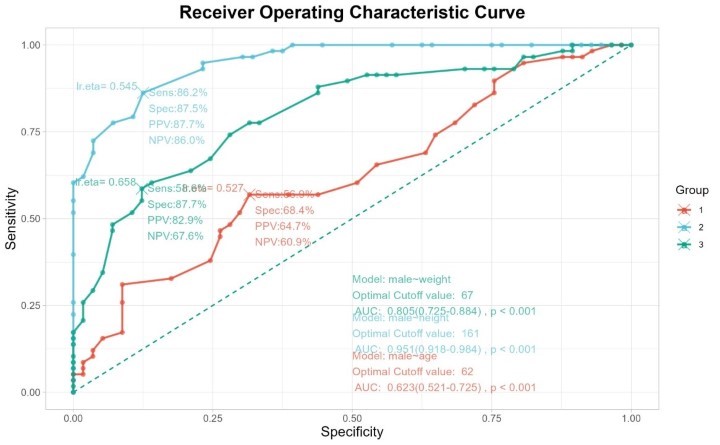 Receiver Operating Characteristic Curve
1.00
0.75
0.50
0.25
0.00
Sensitivity
lr.eta= 0.545
Sens:86.2%
Spec:87.5%
PPV:87.7%
NPV:86.0%
lr.eta= 0.658
Sens:58.6%
Spec:87.7%
PPV:82.9%
NPV:67.6%
lr.eta= 0.527
Sens:56.9%
Spec:68.4%
PPV:64.7%
NPV:60.9%
Model: male~weight
Optimal Cutoff value: 67
AUC: 0.805(0.725-0.884) , p < 0.001
Model: male~height
Optimal Cutoff value: 161
AUC: 0.951(0.918-0.984) , p < 0.001
Model: male~age
Optimal Cutoff value: 62
AUC: 0.623(0.521-0.725) , p < 0.001
Group
1
2
3
0.00 0.25 0.50 0.75 1.00
Specificity